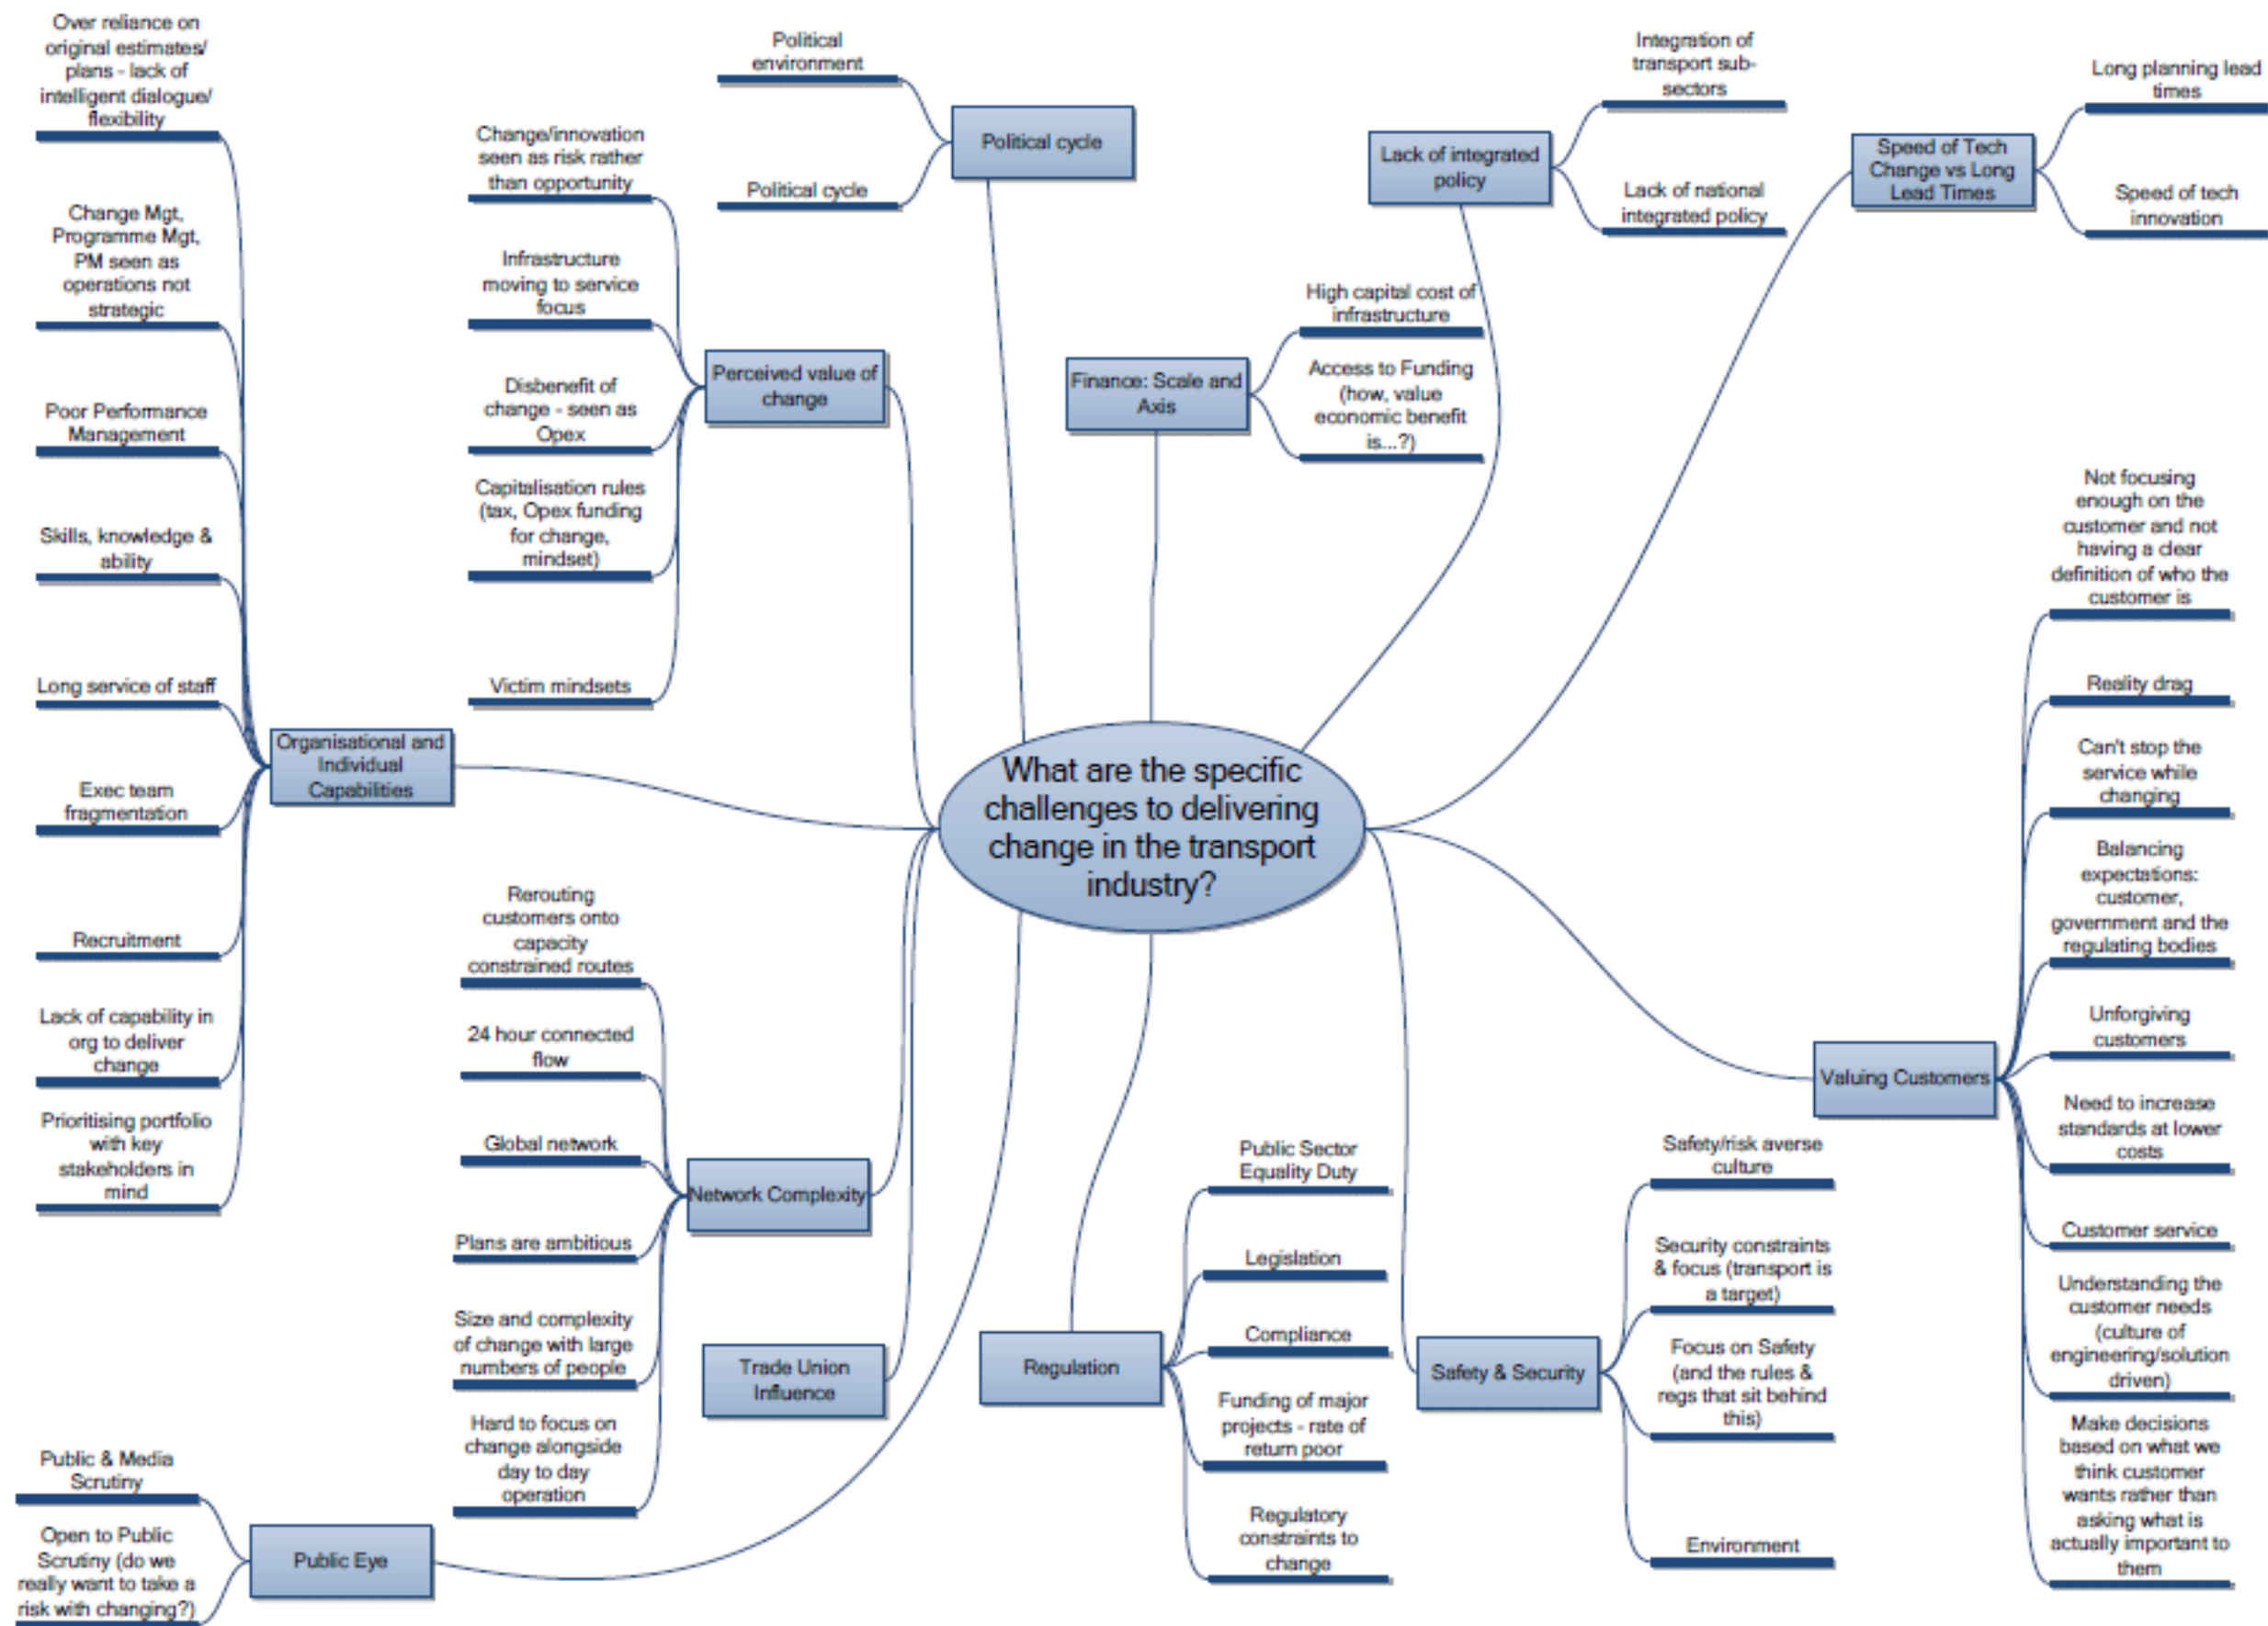 Over reliance on
original estimates/
plans - lack of
intelligent dialogue/
flexibility
Change Mgt,
Programme Mgt,
PM seen as
operations not
strategic
Poor Performance
Management
Skills, knowledge &
ability
Long service of staff
Exec team
fragmentation
Recruitment
Lack of capability in
org to deliver
change
Prioritising portfolio
with key
stakeholders in
mind
Organisational and
Individual
Capabilities
Change/innovation
seen as risk rather
than opportunity
Infrastructure
moving to service
focus
Disbenefit of
change - seen as
Opex
Capitalisation rules
(tax, Opex funding
for change,
mindset)
Victim mindsets
Perceived value of
change
Political
environment
Political cycle
Political cycle
High capital cost of
infrastructure
Access to Funding
(how, value
economic benefit
is...?)
Finance: Scale and
Axis
Integration of
transport sub-
sectors
Lack of national
integrated policy
Lack of integrated
policy
Long planning lead
times
Speed of tech
innovation
Speed of Tech
Change vs Long
Lead Times
What are the specific
challenges to delivering
change in the transport
industry?
Rerouting
customers onto
capacity
constrained routes
24 hour connected
flow
Global network
Plans are ambitious
Size and complexity
of change with large
numbers of people
Hard to focus on
change alongside
day to day
operation
Network Complexity
Trade Union
Influence
Public & Media
Scrutiny
Open to Public
Scrutiny (do we
really want to take a
risk with changing?)
Public Eye
Regulation
Public Sector
Equality Duty
Legislation
Compliance
Funding of major
projects - rate of
return poor
Regulatory
constraints to
change
Safety & Security
Safety/risk averse
culture
Security constraints
& focus (transport is
a target)
Focus on Safety
(and the rules &
regs that sit behind
this)
Environment
Valuing Customers
Not focusing
enough on the
customer and not
having a clear
definition of who the
customer is
Reality drag
Can't stop the
service while
changing
Balancing
expectations:
customer,
government and the
regulating bodies
Unforgiving
customers
Need to increase
standards at lower
costs
Customer service
Understanding the
customer needs
(culture of
engineering/solution
driven)
Make decisions
based on what we
think customer
wants rather than
asking what is
actually important to
them